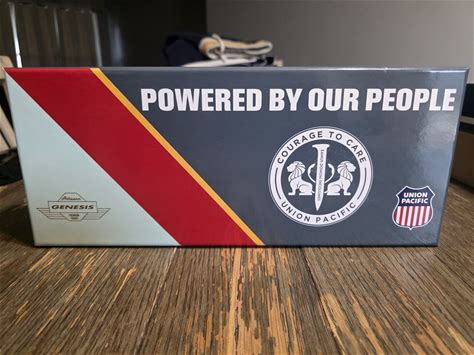 POWERED BY OUR PEOPLE
COURAGE TO CARE
UNION PACIFIC
GENESIS
UNION
PACIFIC